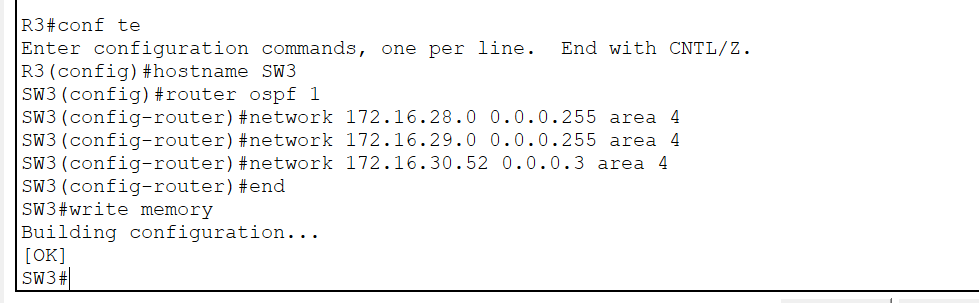 R3#conf te
Enter configuration commands, one per line.  End with CNTL/Z.
R3(config)#hostname SW3
SW3(config)#router ospf 1
SW3(config-router)#network 172.16.28.0 0.0.0.255 area 4
SW3(config-router)#network 172.16.29.0 0.0.0.255 area 4
SW3(config-router)#network 172.16.30.52 0.0.0.3 area 4
SW3(config-router)#end
SW3#write memory
Building configuration...
[OK]
SW3#